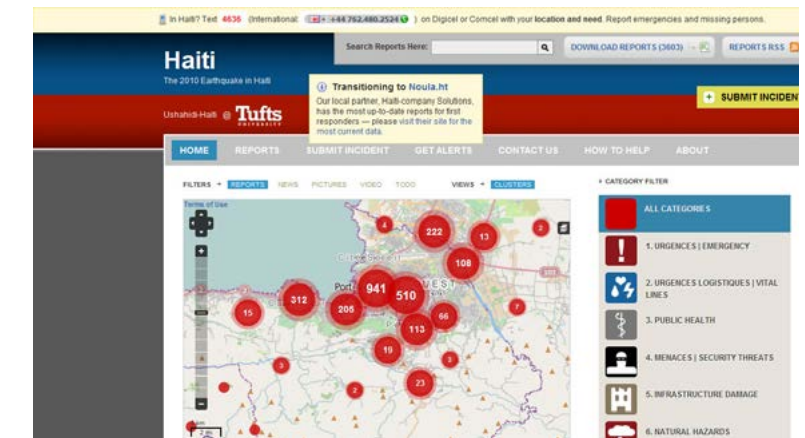 In Haiti? Text 4636 (International: +44 762.480.2524 ) on Digicel or Comcel with your location and need. Report emergencies and missing persons.
Haiti
The 2010 Earthquake in Haiti
Search Reports Here:
DOWNLOAD REPORTS (3603)
REPORTS RSS
Transitioning to Noula.ht
Our local partner, Haiti-company Solutions,
has the most up-to-date reports for first
responders — please visit their site for the
most current data.
Ushahidi-Haiti @ Tufts
UNIVERSITY
SUBMIT INCIDEN
HOME REPORTS SUBMIT INCIDENT GET ALERTS CONTACT US HOW TO HELP ABOUT
FILTERS REPORTS NEWS PICTURES VIDEO TODO VIEWS CLUSTERS
CATEGORY FILTER
Terms of Use
4
222
13
2
108
941
510
Port
312
205
15
66
7
113
19
3
3
2
23
ALL CATEGORIES
1. URGENCES | EMERGENCY
2. URGENCES LOGISTIQUES | VITAL
LINES
3. PUBLIC HEALTH
4. MENACES | SECURITY THREATS
5. INFRASTRUCTURE DAMAGE
6. NATURAL HAZARDS